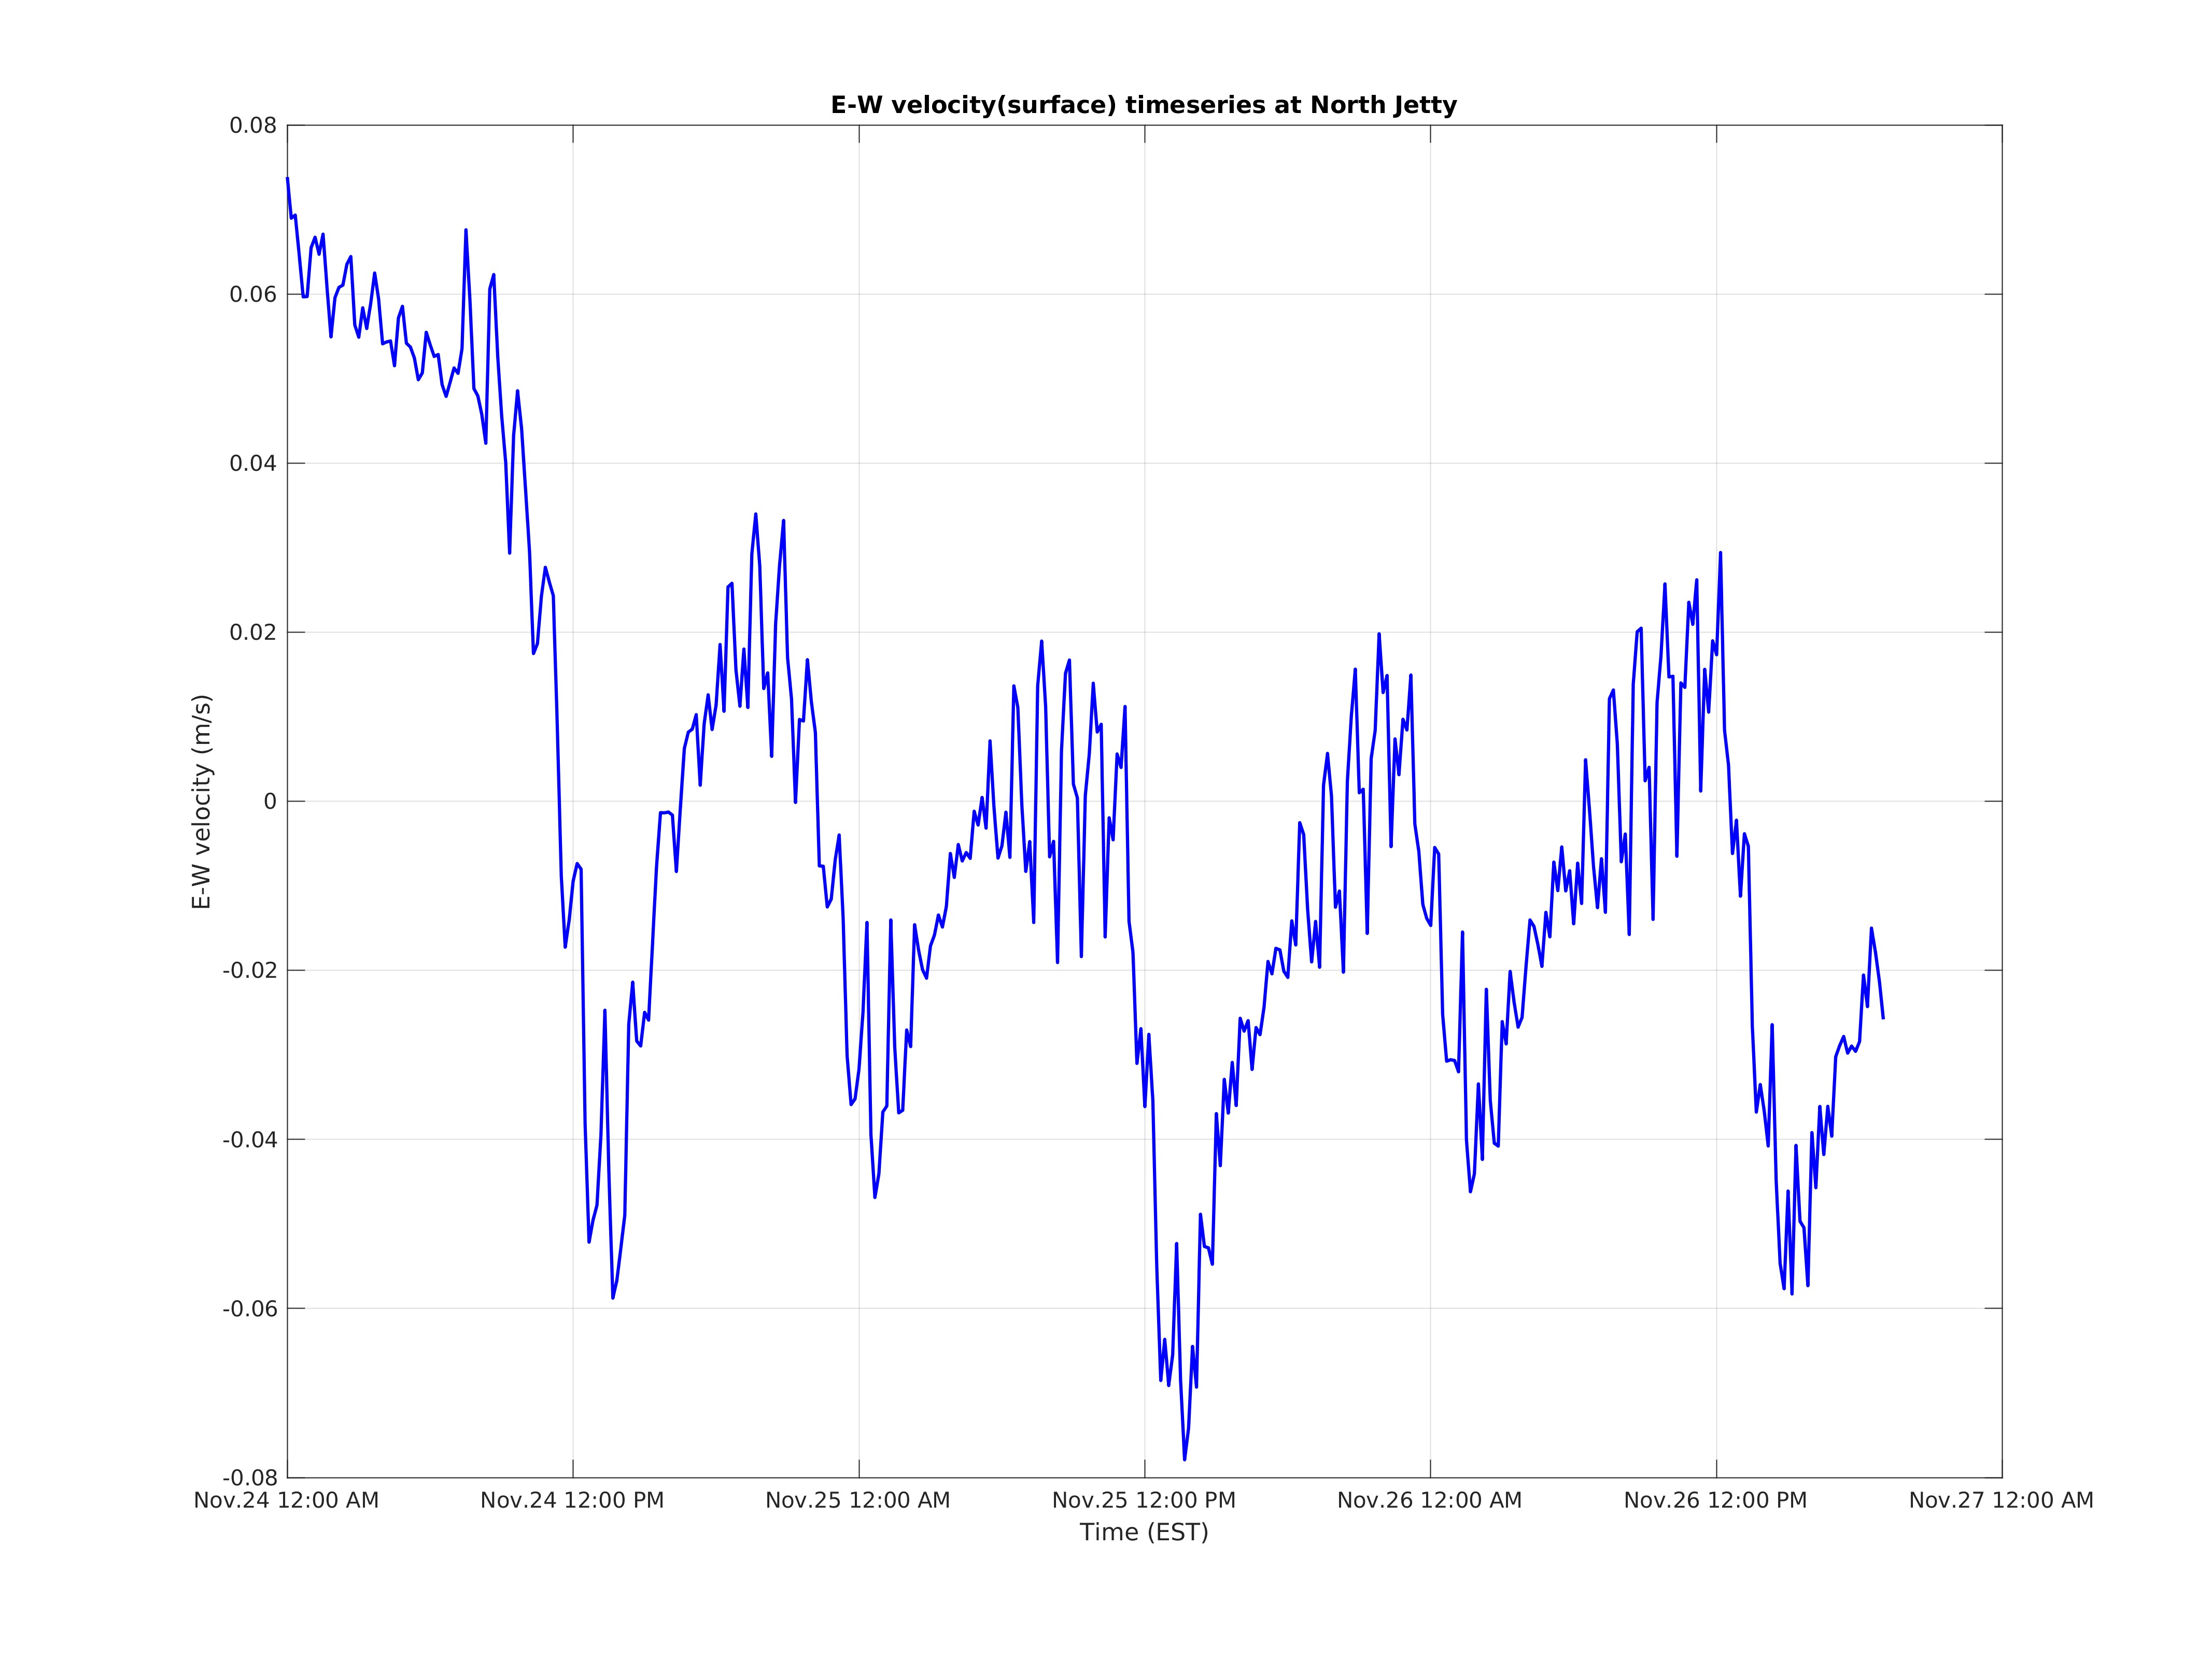 E-W velocity(surface) timeseries at North Jetty
0.08
0.06
0.04
0.02
0
-0.02
-0.04
-0.06
-0.08
E-W velocity (m/s)
Nov.24 12:00 AM
Nov.24 12:00 PM
Nov.25 12:00 AM
Nov.25 12:00 PM
Nov.26 12:00 AM
Nov.26 12:00 PM
Nov.27 12:00 AM
Time (EST)